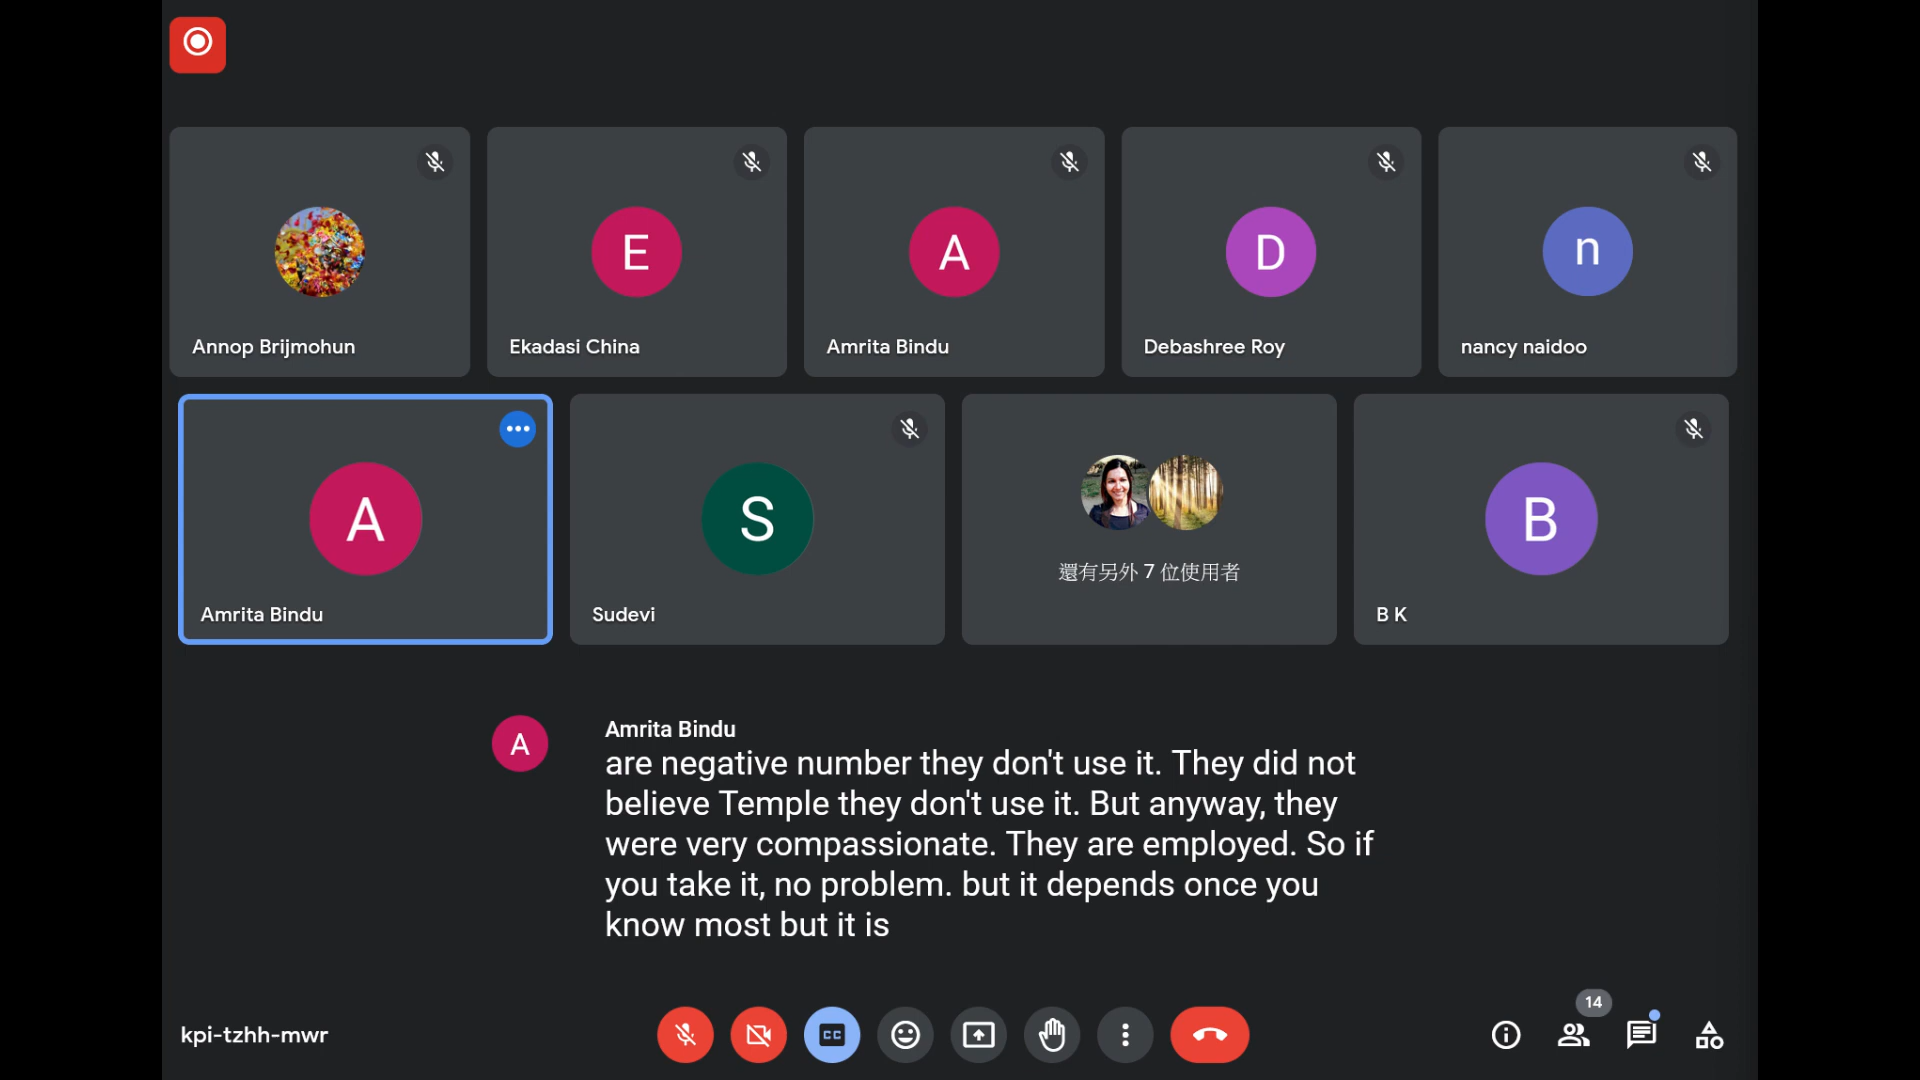 E
A
D
n
Annop Brijmohun
Ekadasi China
Amrita Bindu
Debashree Roy
nancy naidoo
A
S
B
還有另外 7 位使用者
Amrita Bindu
Sudevi
B K
A
Amrita Bindu
are negative number they don't use it. They did not
believe Temple they don't use it. But anyway, they
were very compassionate. They are employed. So if
you take it, no problem. but it depends once you
know most but it is
14
kpi-tzhh-mwr
CC